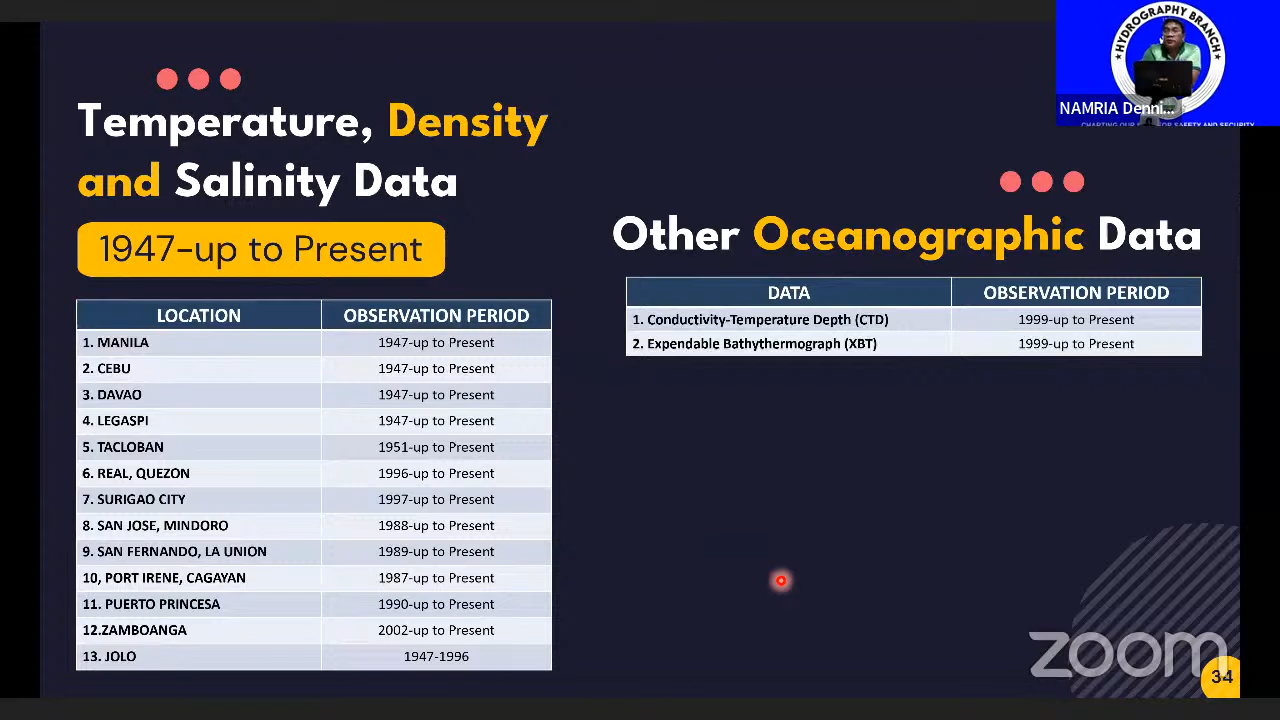 HYDROGRAPHY BRANCH
NAMRIA Denni...
Temperature, Density
and Salinity Data
1947-up to Present
LOCATION OBSERVATION PERIOD
1. MANILA 1947-up to Present
2. CEBU 1947-up to Present
3. DAVAO 1947-up to Present
4. LEGASPI 1947-up to Present
5. TACLOBAN 1951-up to Present
6. REAL, QUEZON 1996-up to Present
7. SURIGAO CITY 1997-up to Present
8. SAN JOSE, MINDORO 1988-up to Present
9. SAN FERNANDO, LA UNION 1989-up to Present
10, PORT IRENE, CAGAYAN 1987-up to Present
11. PUERTO PRINCESA 1990-up to Present
12.ZAMBOANGA 2002-up to Present
13. JOLO 1947-1996
Other Oceanographic Data
DATA OBSERVATION PERIOD
1. Conductivity-Temperature Depth (CTD) 1999-up to Present
2. Expendable Bathythermograph (XBT) 1999-up to Present
zoom
34